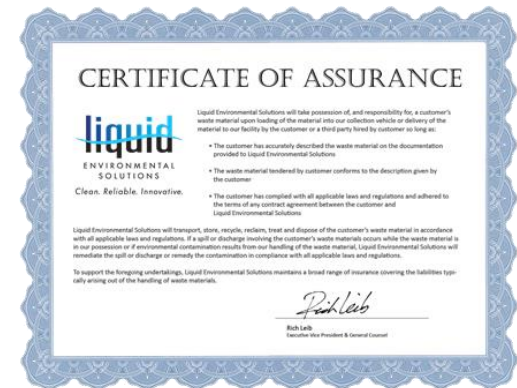 CERTIFICATE OF ASSURANCE
liquid
ENVIRONMENTAL
SOLUTIONS
Clean. Reliable. Innovative.
Liquid Environmental Solutions will take possession of, and responsibility for, a customer's
waste material upon loading of the material into our collection vehicle or delivery of the
material to our facility by the customer or a third party hired by customer so long as:
• The customer has accurately described the waste material on the documentation
provided to Liquid Environmental Solutions
• The waste material tendered by customer conforms to the description given by
the customer
• The customer has complied with all applicable laws and regulations and adhered to
the terms of any contract agreement between the customer and
Liquid Environmental Solutions
Liquid Environmental Solutions will transport, store, recycle, reclaim, treat and dispose of the customer's waste material in accordance
with all applicable laws and regulations. If a spill or discharge involving the customer's waste materials occurs while the waste material is
in our possession or if environmental contamination results from our handling of the waste material, Liquid Environmental Solutions will
remediate the spill or discharge or remedy the contamination in compliance with all applicable laws and regulations.
To support the foregoing undertakings, Liquid Environmental Solutions maintains a broad range of insurance covering the liabilities typi-
cally arising out of the handling of waste materials.
Rich Leib
Rich Leib
Executive Vice President & General Counsel